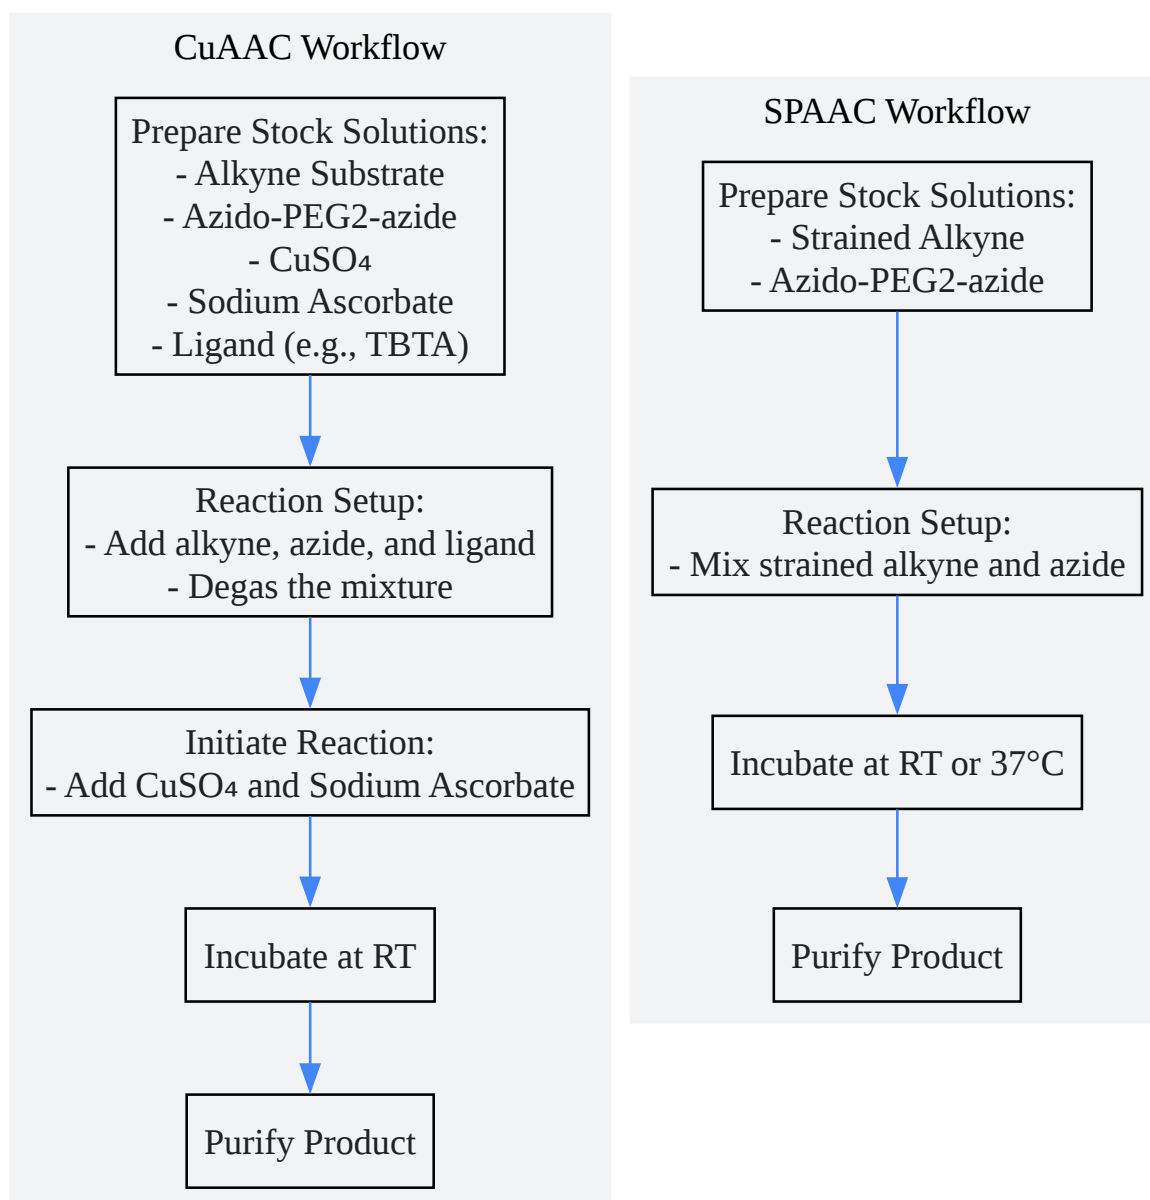 CuAAC Workflow
Prepare Stock Solutions:
- Alkyne Substrate
- Azido-PEG2-azide
- CuSO₄
- Sodium Ascorbate
- Ligand (e.g., TBTA)
Reaction Setup:
- Add alkyne, azide, and ligand
- Degas the mixture
Initiate Reaction:
- Add CuSO₄ and Sodium Ascorbate
Incubate at RT
Purify Product
SPAAC Workflow
Prepare Stock Solutions:
- Strained Alkyne
- Azido-PEG2-azide
Reaction Setup:
- Mix strained alkyne and azide
Incubate at RT or 37°C
Purify Product